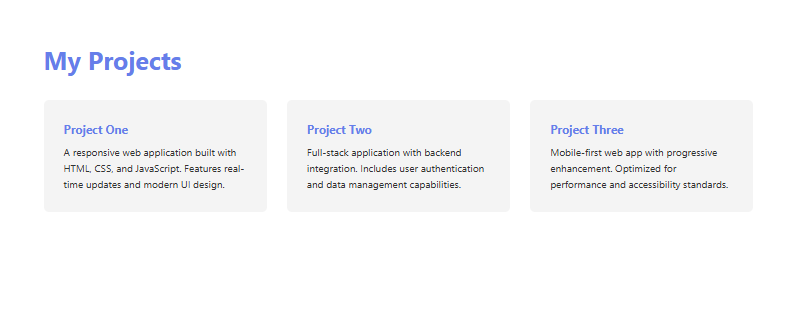 My Projects
Project One
A responsive web application built with
HTML, CSS, and JavaScript. Features real-
time updates and modern UI design.
Project Two
Full-stack application with backend
integration. Includes user authentication
and data management capabilities.
Project Three
Mobile-first web app with progressive
enhancement. Optimized for
performance and accessibility standards.